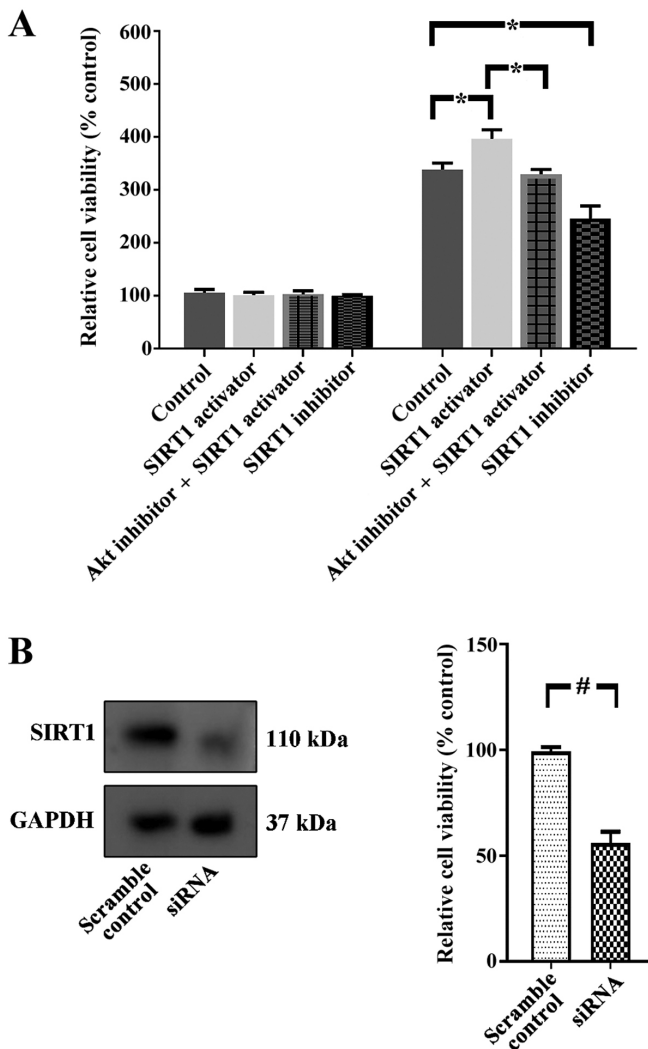 A
Relative cell viability (% control)
600
500
400
300
200
100
0
*
*
*
Control
SIRT1 activator
Akt inhibitor + SIRT1 activator
SIRT1 inhibitor
Control
SIRT1 activator
Akt inhibitor + SIRT1 activator
SIRT1 inhibitor
B
SIRT1
110 kDa
GAPDH
37 kDa
Scramble
control
siRNA
Relative cell viability (% control)
150
100
50
0
#
Scramble
control
siRNA